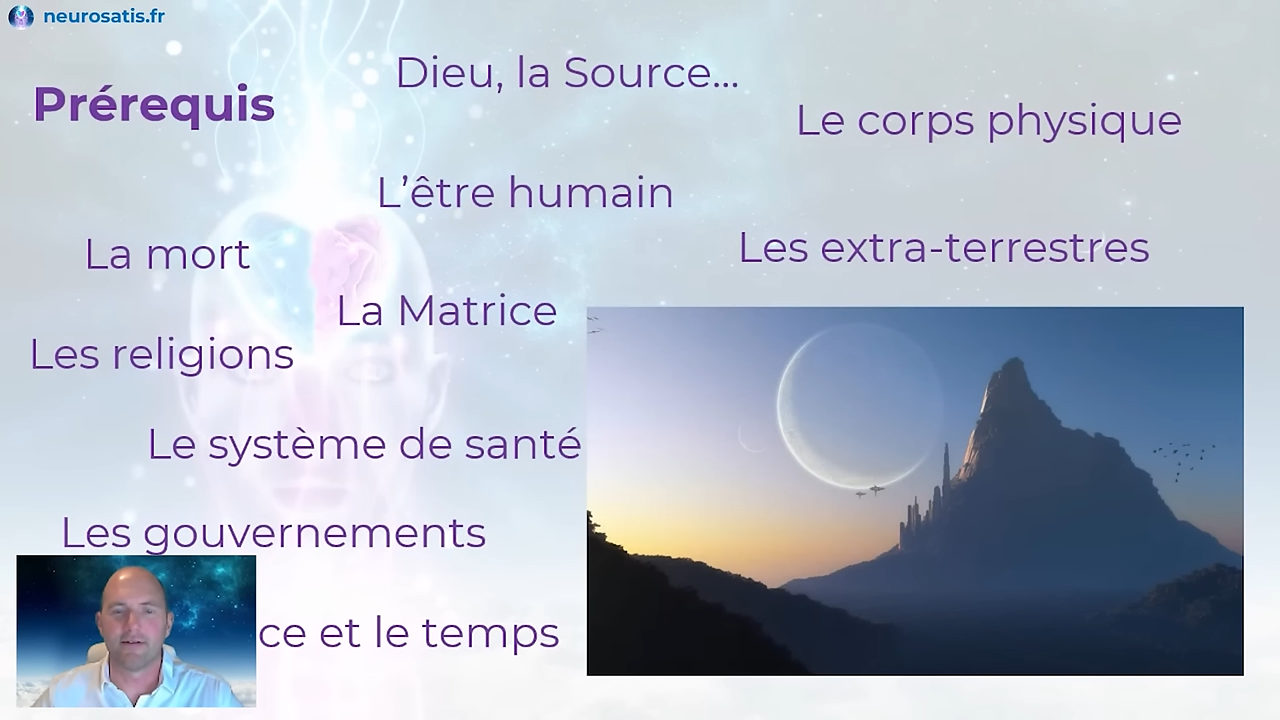 neurosatis.fr
Prérequis
Dieu, la Source...
Le corps physique
L’être humain
La mort
Les extra-terrestres
La Matrice
Les religions
Le système de santé
Les gouvernements
et le temps